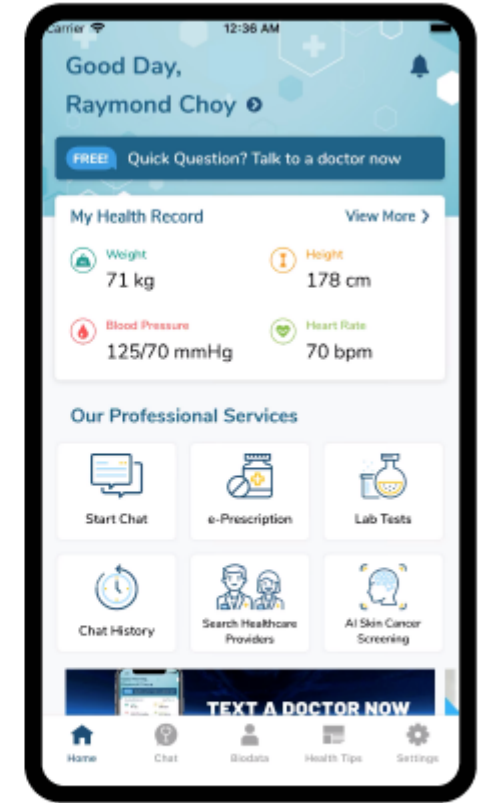 Carrier
12:36 AM
Good Day,
Raymond Choy
FREE! Quick Question? Talk to a doctor now
My Health Record
View More
Weight
71 kg
Height
178 cm
Blood Pressure
125/70 mmHg
Heart Rate
70 bpm
Our Professional Services
Start Chat
e-Prescription
Lab Tests
Chat History
Search Healthcare
Providers
AI Skin Cancer
Screening
TEXT A DOCTOR NOW
Home
Chat
Biodata
Health Tips
Settings